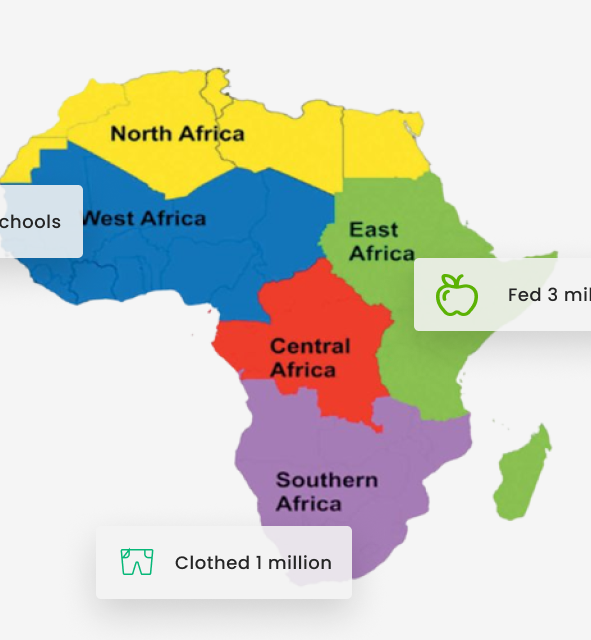 North Africa
West Africa
chools
East
Africa
Fed 3 mil
Central
Africa
Southern
Africa
Clothed 1 million